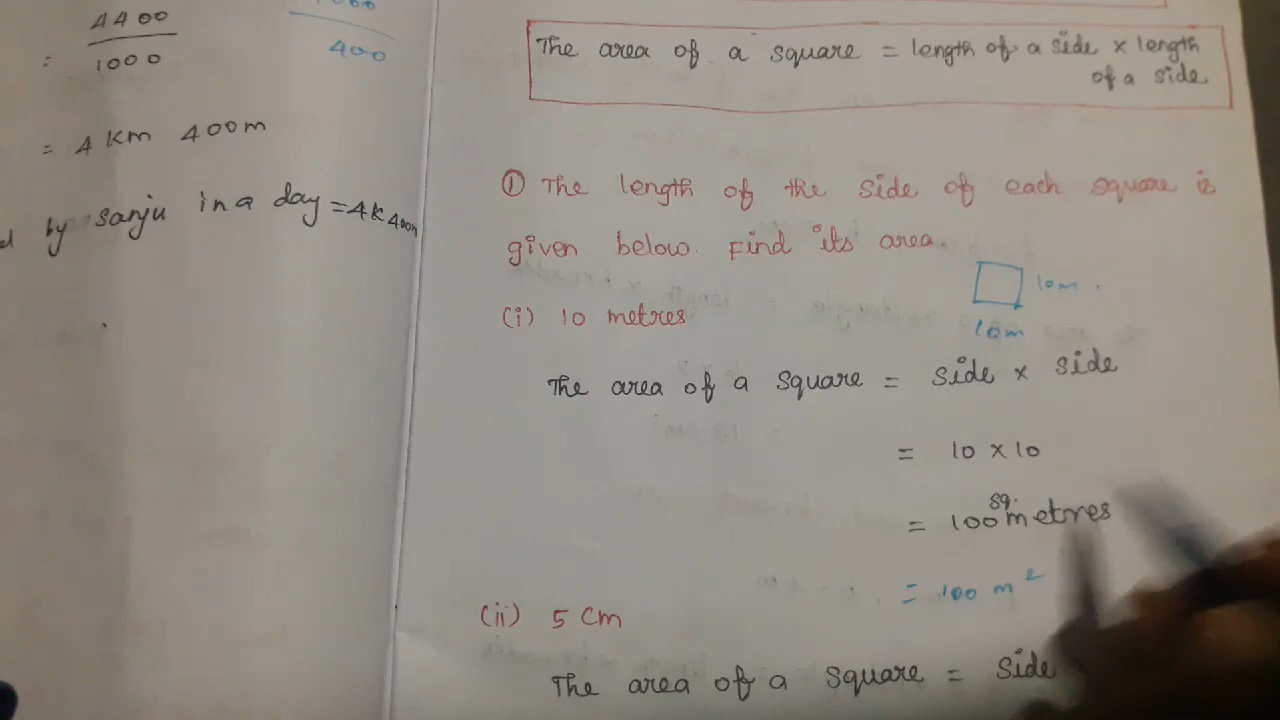 4400
1000
400
= 4 Km 400m
by sanju in a day = 4K 400m
The area of a square = length of a side x length
of a side
① The length of the side of each square is
given below. Find its area.
10m
10m
(i) 10 metres
The area of a square = side x side
= 10 x 10
= 100 sq. metres
= 100 m²
(ii) 5 Cm
The area of a square = Side